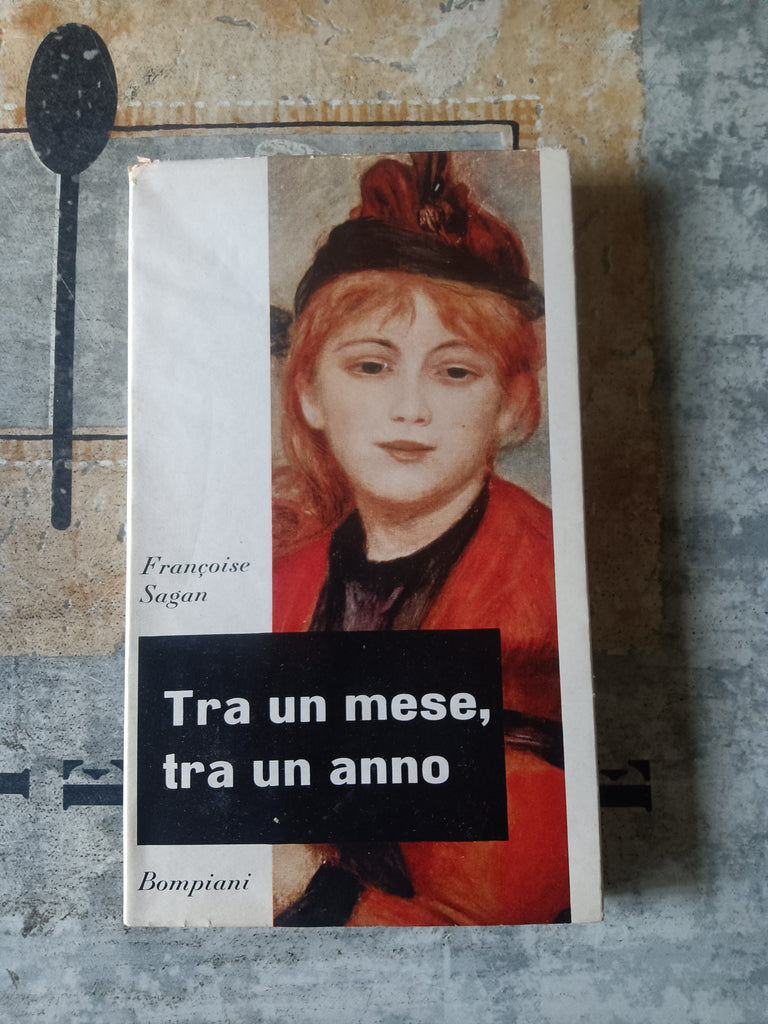 Françoise
Sagan
Tra un mese,
tra un anno
Bompiani